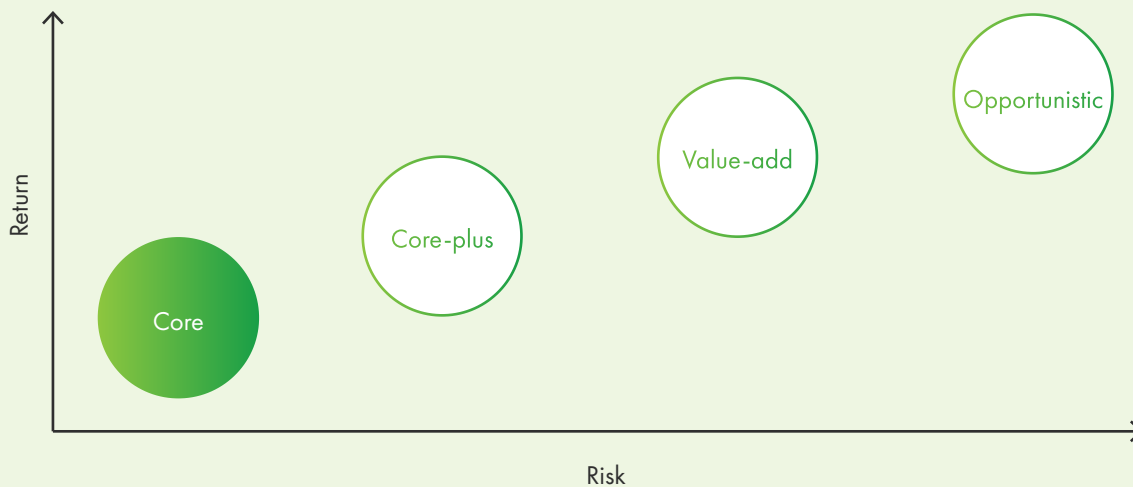 Opportunistic
Value-add
Core-plus
Return
Core
Risk